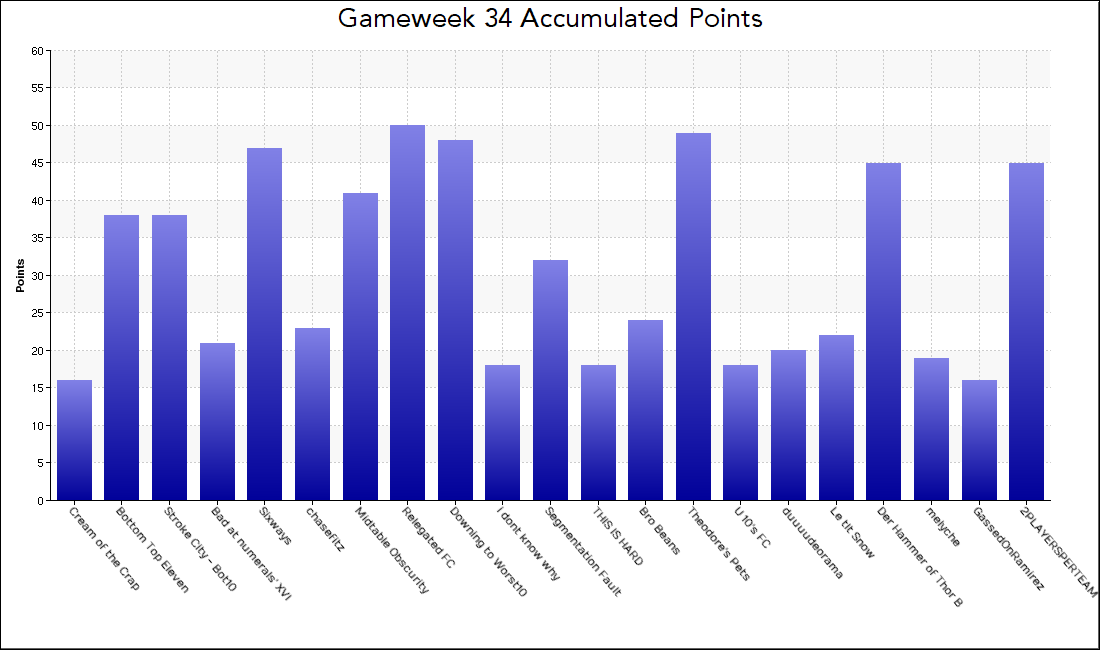 Gameweek 34 Accumulated Points
60
55
50
45
40
35
30
25
20
15
10
5
0
Points
Cream of the Crap
Bottom Top Eleven
Stroke City - Bot10
Bad at numerals' XVI
Sixways
chasefitz
Midtable Obscurity
Relegated FC
Downing to Worst10
i dont know why
Segmentation Fault
THIS IS HARD
Bro Beans
Theodore's Pets
U10's FC
duuuudeorama
Le tit Snow
Der Hammer of Thor B
melyche
GassedOnRamirez
2PLAYERSPERTEAM